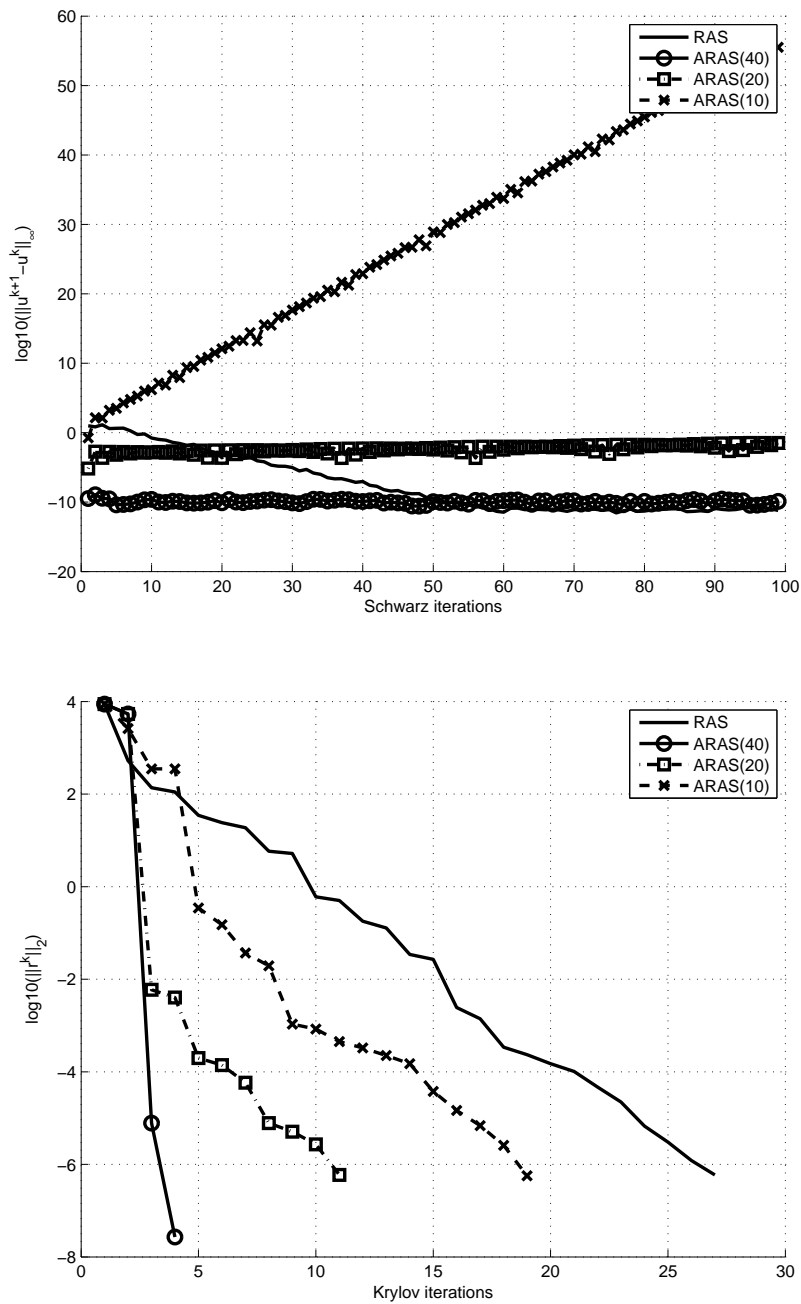 60
50
40
30
20
10
0
−10
−20
log10(||u^{k+1}−u^k||_∞)
RAS
ARAS(40)
ARAS(20)
ARAS(10)
0 10 20 30 40 50 60 70 80 90 100
Schwarz iterations
4
2
0
−2
−4
−6
−8
log10(||r^k||_2)
RAS
ARAS(40)
ARAS(20)
ARAS(10)
0 5 10 15 20 25 30
Krylov iterations